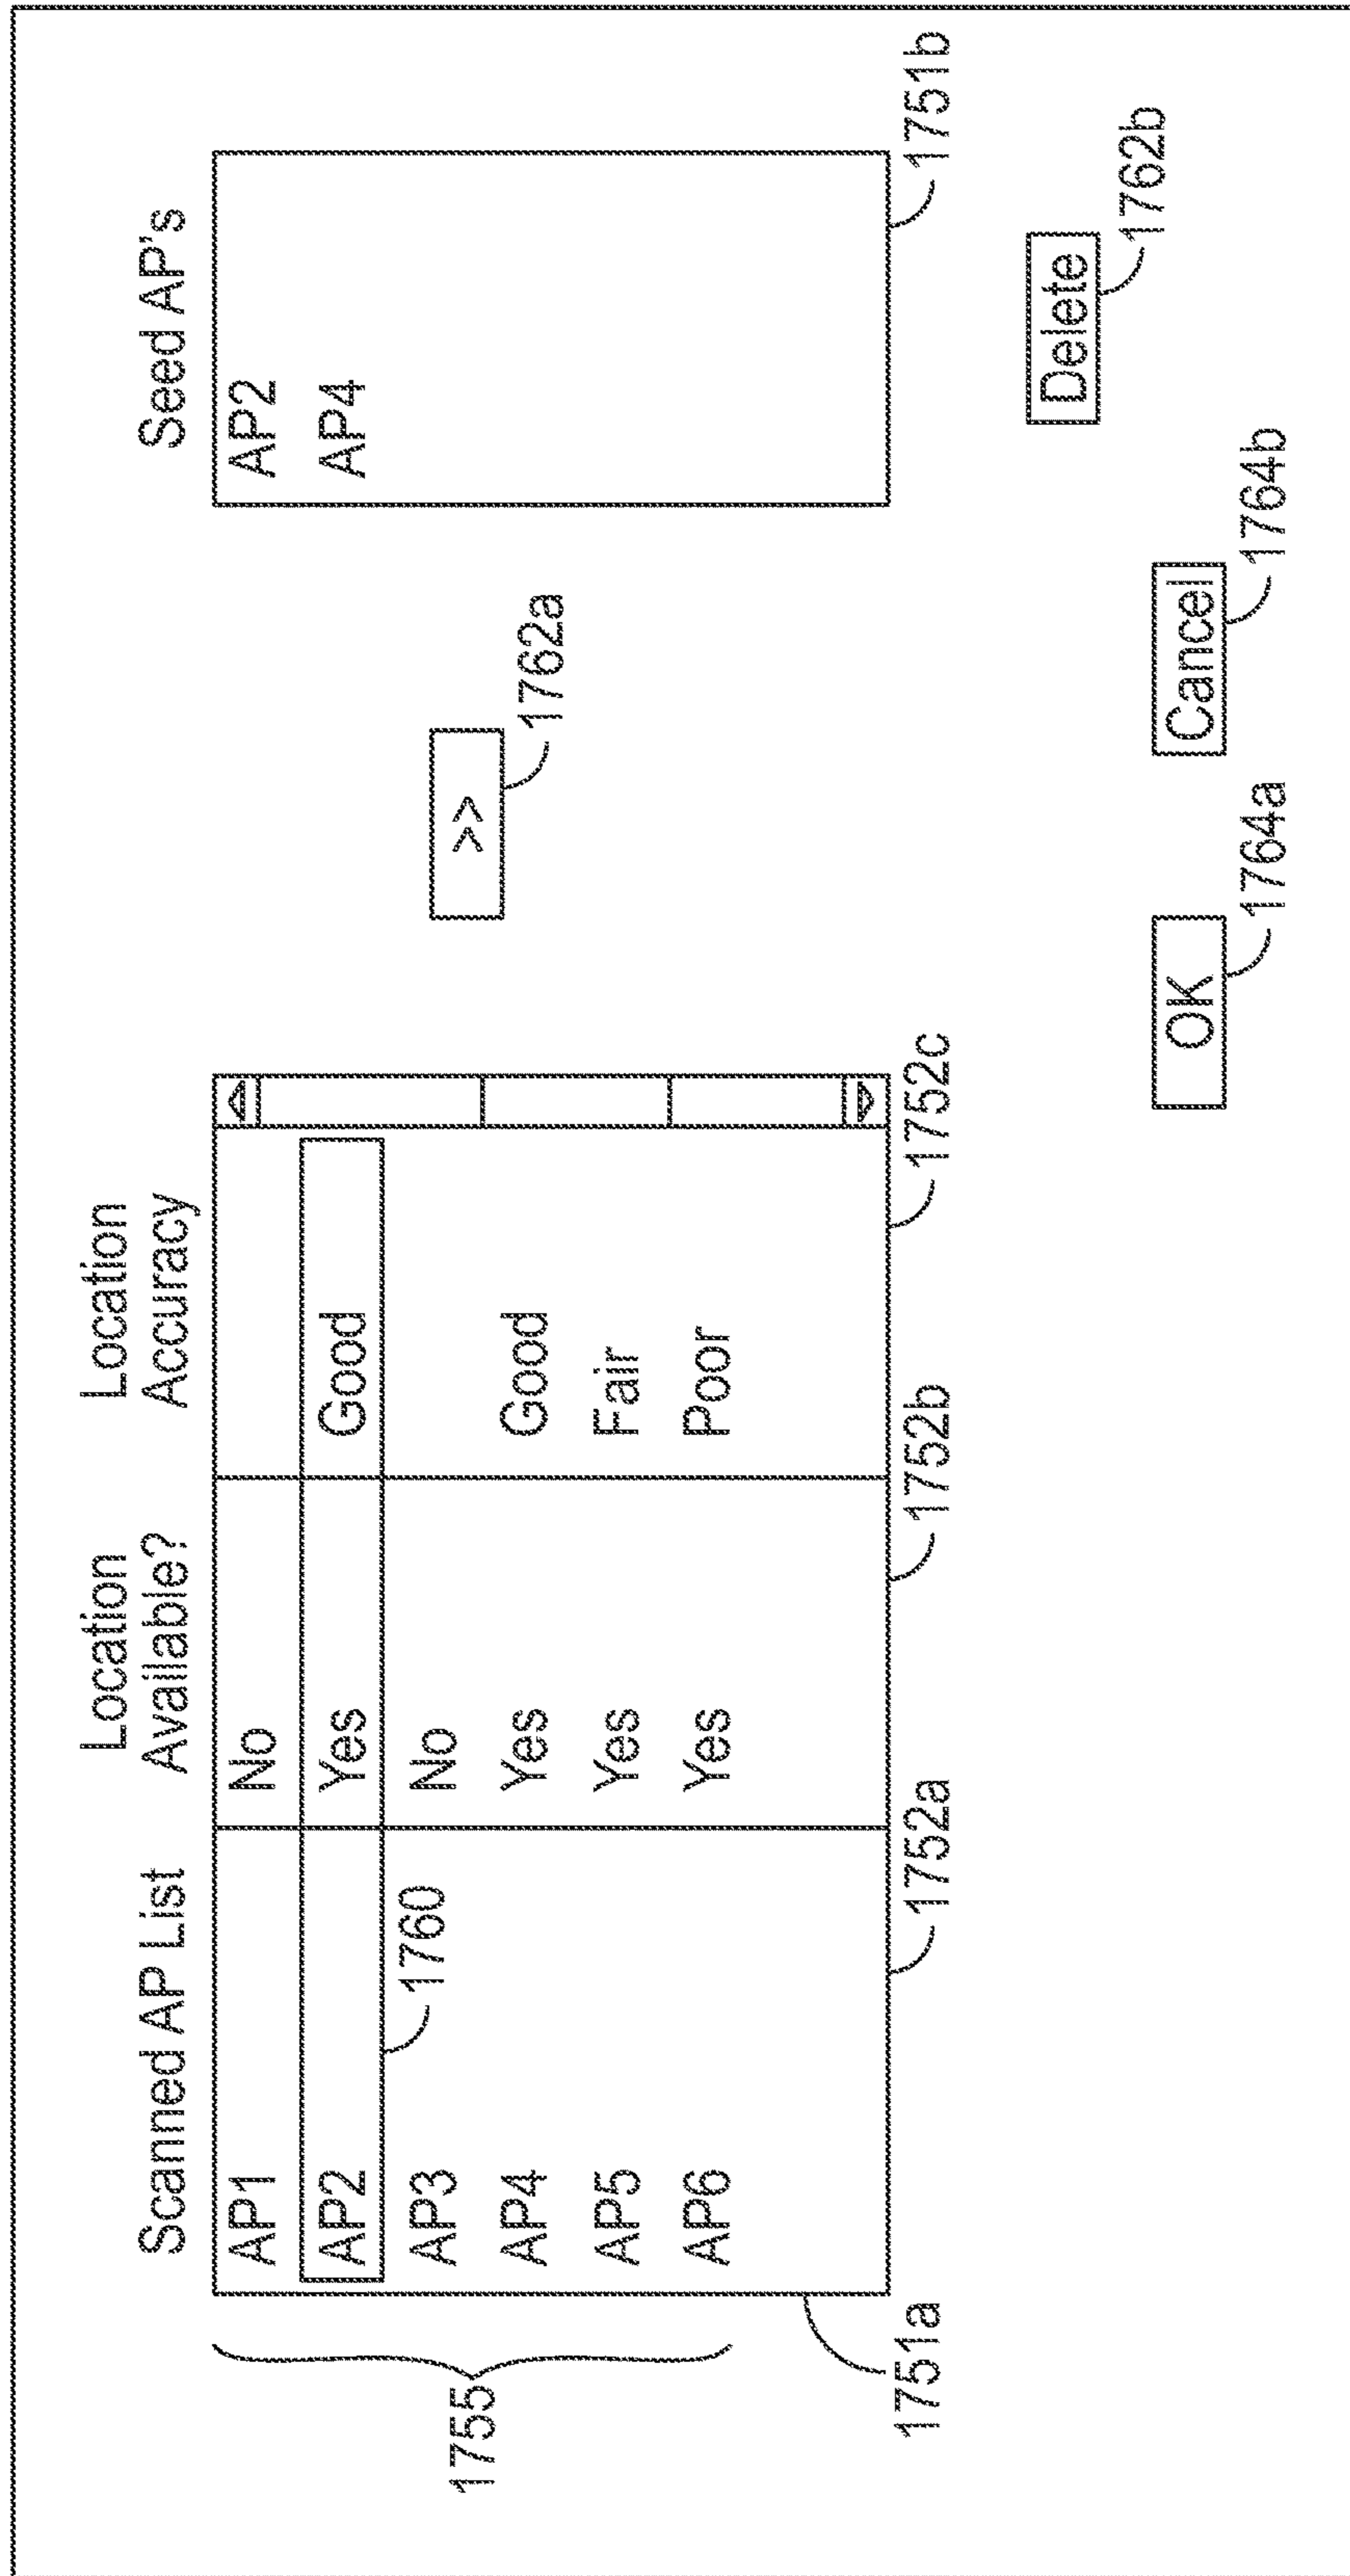 Scanned AP List
Location
Available?
Location
Accuracy
Seed AP's
AP1 No
AP2 Yes Good
AP3 No
AP4 Yes Good
AP5 Yes Fair
AP6 Yes Poor
AP2
AP4
>>
1755
1760
1762a
1751a
1752a
1752b
1752c
1751b
Delete
1762b
OK
Cancel
1764a
1764b